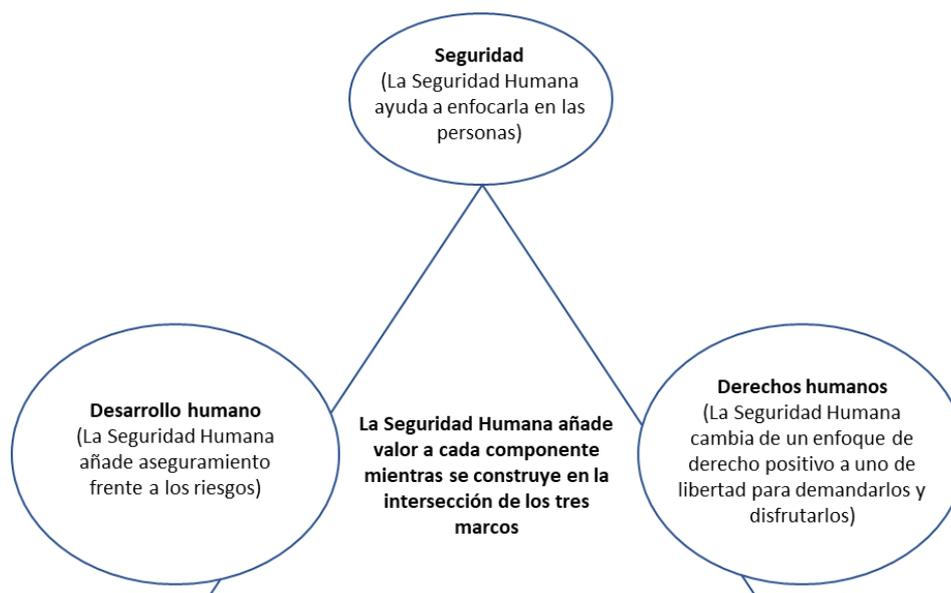 Seguridad
(La Seguridad Humana
ayuda a enfocarla en las
personas)
Desarrollo humano
(La Seguridad Humana
añade aseguramiento
frente a los riesgos)
La Seguridad Humana añade
valor a cada componente
mientras se construye en la
intersección de los tres
marcos
Derechos humanos
(La Seguridad Humana
cambia de un enfoque de
derecho positivo a uno de
libertad para demandarlos y
disfrutarlos)